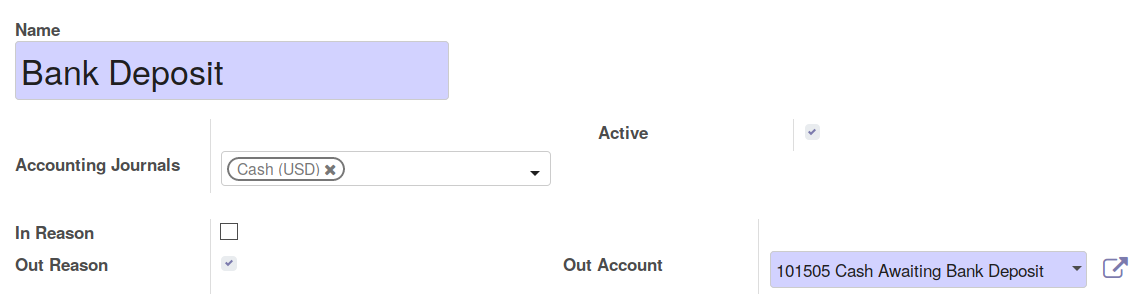 Name
Bank Deposit
Active
Accounting Journals
Cash (USD)
In Reason
Out Reason
Out Account
101505 Cash Awaiting Bank Deposit